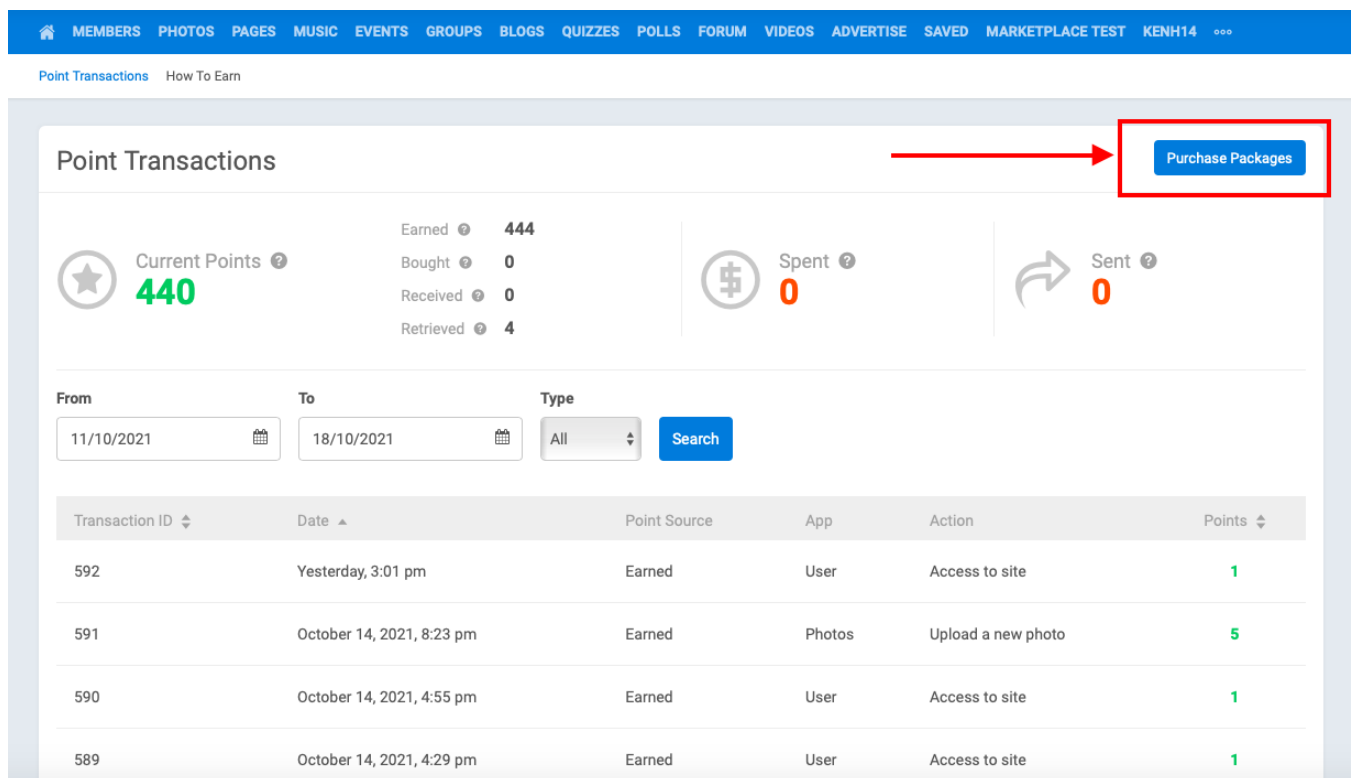 MEMBERS PHOTOS PAGES MUSIC EVENTS GROUPS BLOGS QUIZZES POLLS FORUM VIDEOS ADVERTISE SAVED MARKETPLACE TEST KENH14
Point Transactions How To Earn
Point Transactions
Purchase Packages
Current Points
440
Earned 444
Bought 0
Received 0
Retrieved 4
Spent
0
Sent
0
From To Type
11/10/2021 18/10/2021 All Search
Transaction ID Date Point Source App Action Points
592 Yesterday, 3:01 pm Earned User Access to site 1
591 October 14, 2021, 8:23 pm Earned Photos Upload a new photo 5
590 October 14, 2021, 4:55 pm Earned User Access to site 1
589 October 14, 2021, 4:29 pm Earned User Access to site 1